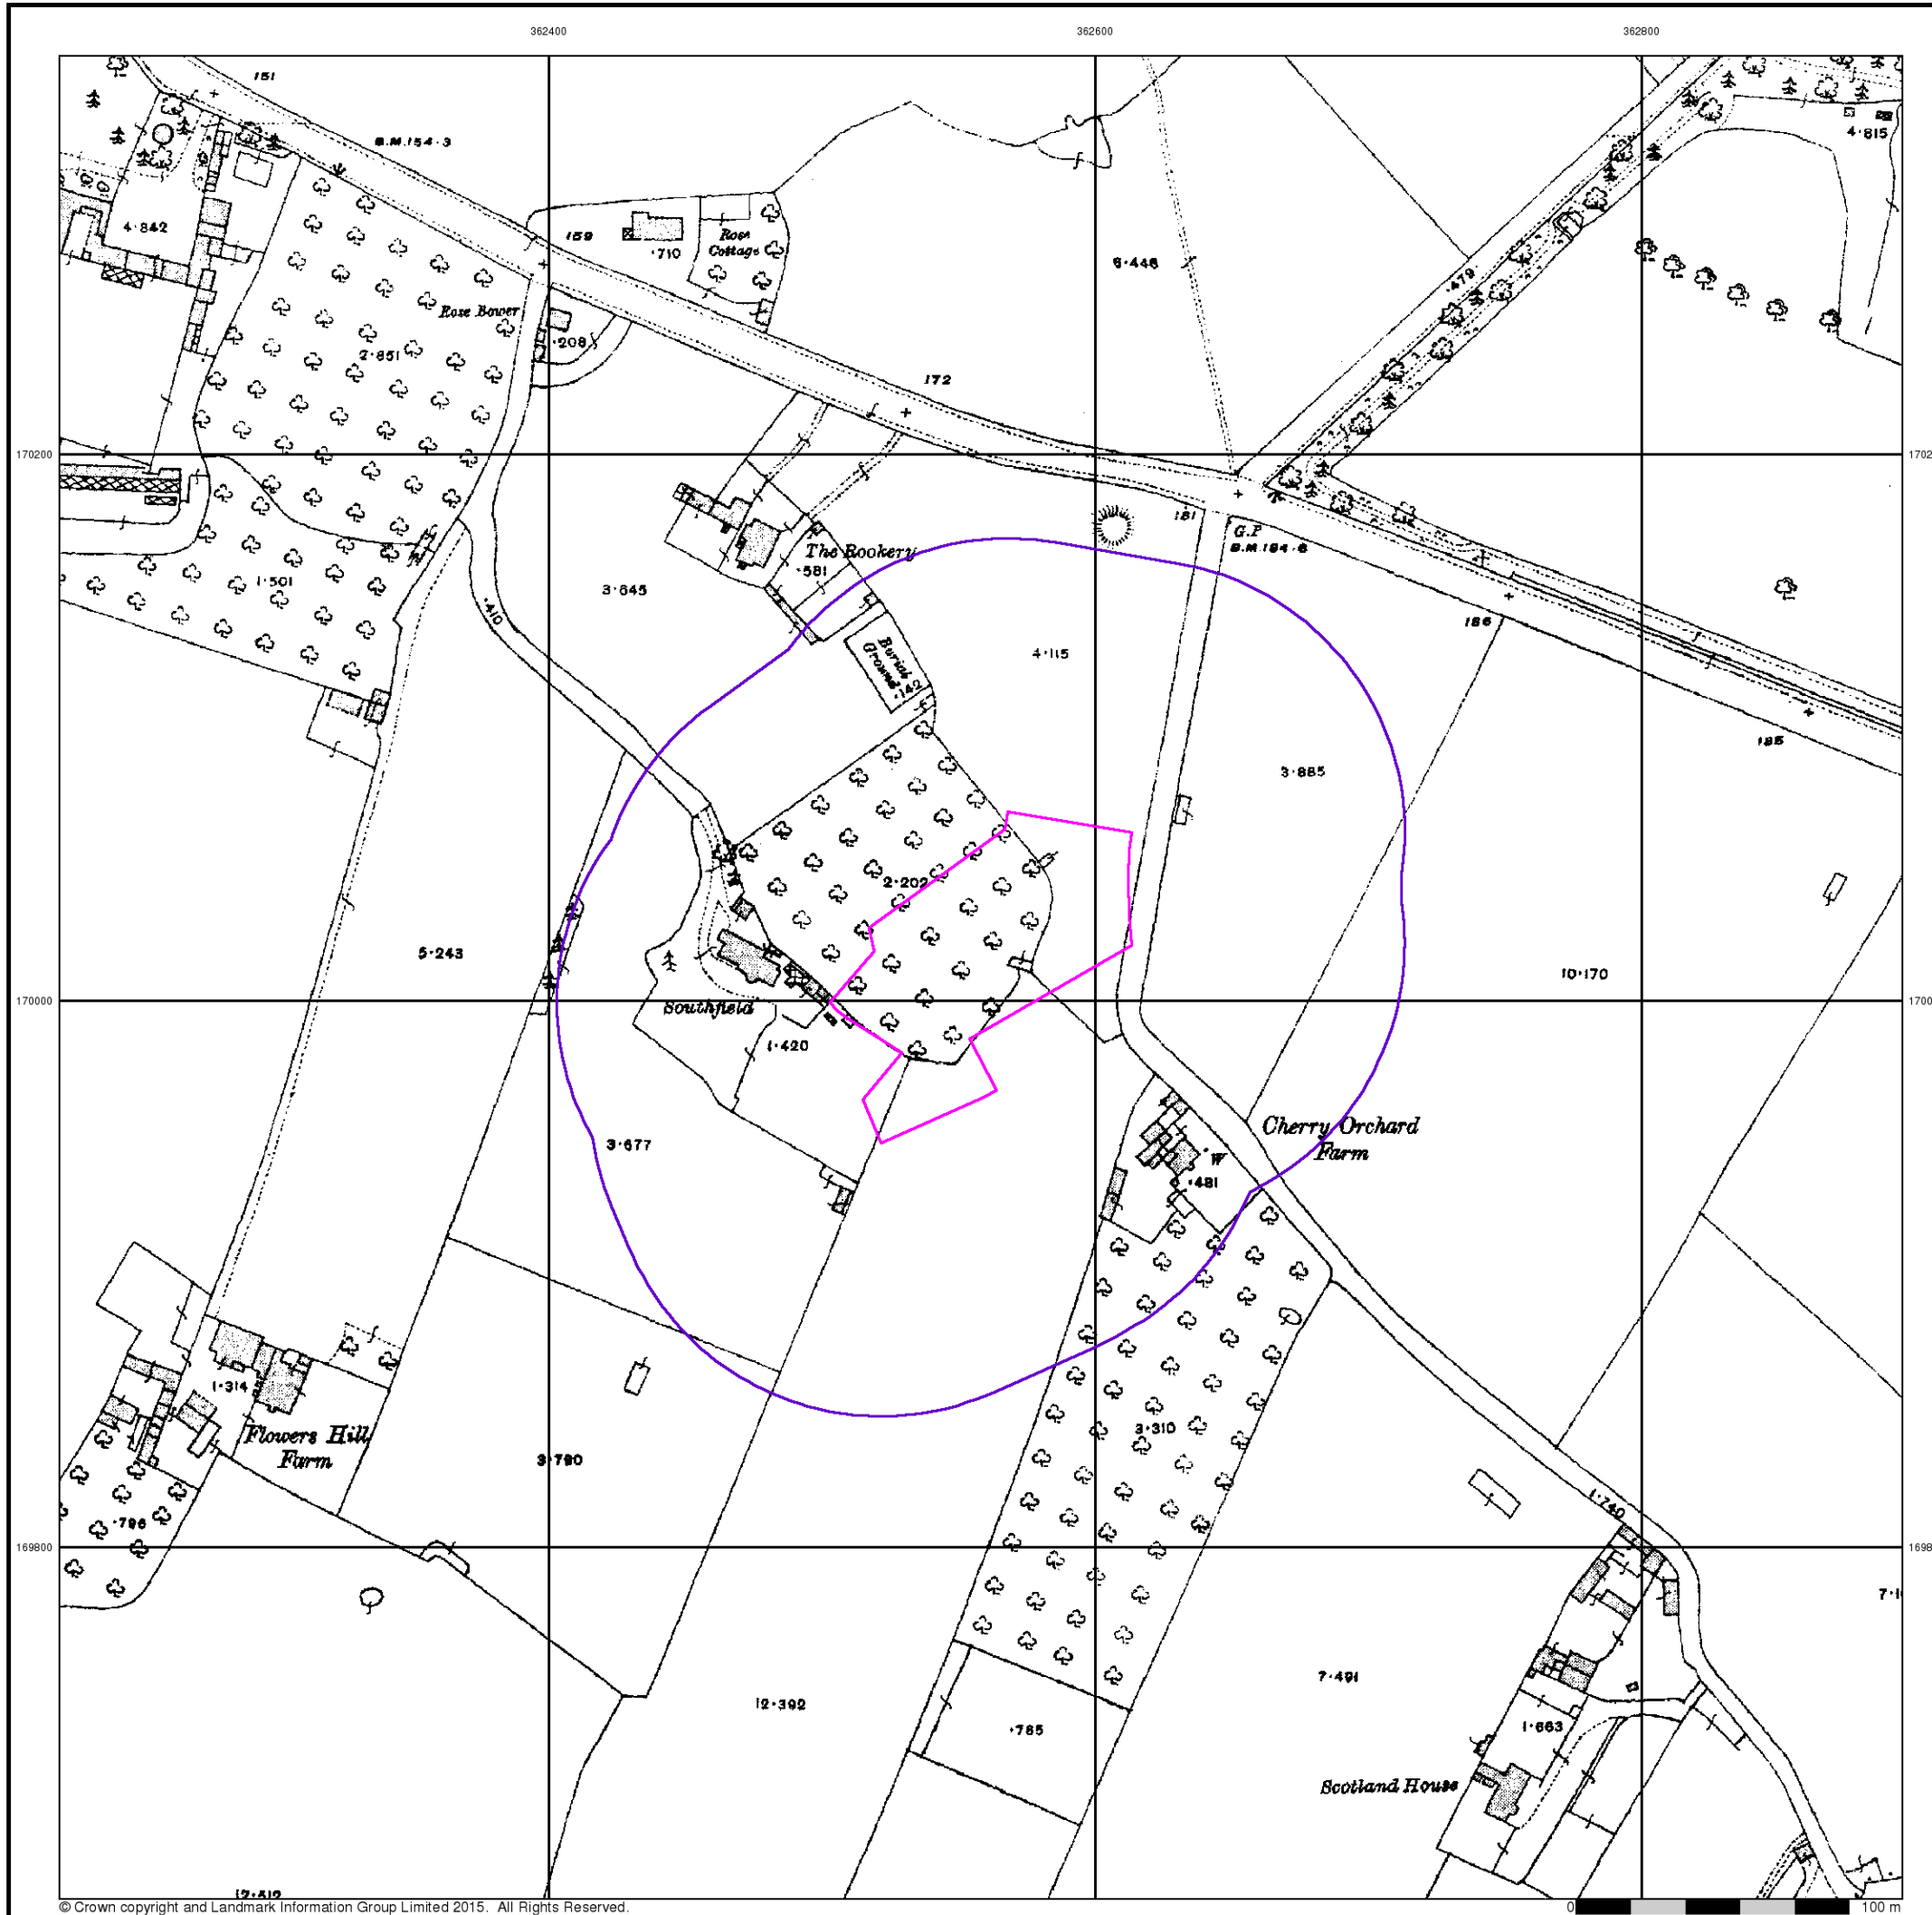 362400
362600
362800
151
B.M.154·3
4·815
4·842
159
·710
Rose
Cottage
6·446
·479
Rose Bower
·208
2·851
172
170200
1702
181
G.P
B.M.184·6
The Rookery
·581
1·501
·410
3·645
Burial
Ground
·142
4·115
186
185
3·885
2·202
5·243
10·170
170000
1700
Southfield
1·420
3·677
Cherry Orchard
Farm
W
·481
1·314
Flowers Hill
Farm
3·780
3·310
·796
1·740
169800
1698
7·1
7·491
12·392
·785
1·663
Scotland House
© Crown copyright and Landmark Information Group Limited 2015. All Rights Reserved.
0
100 m